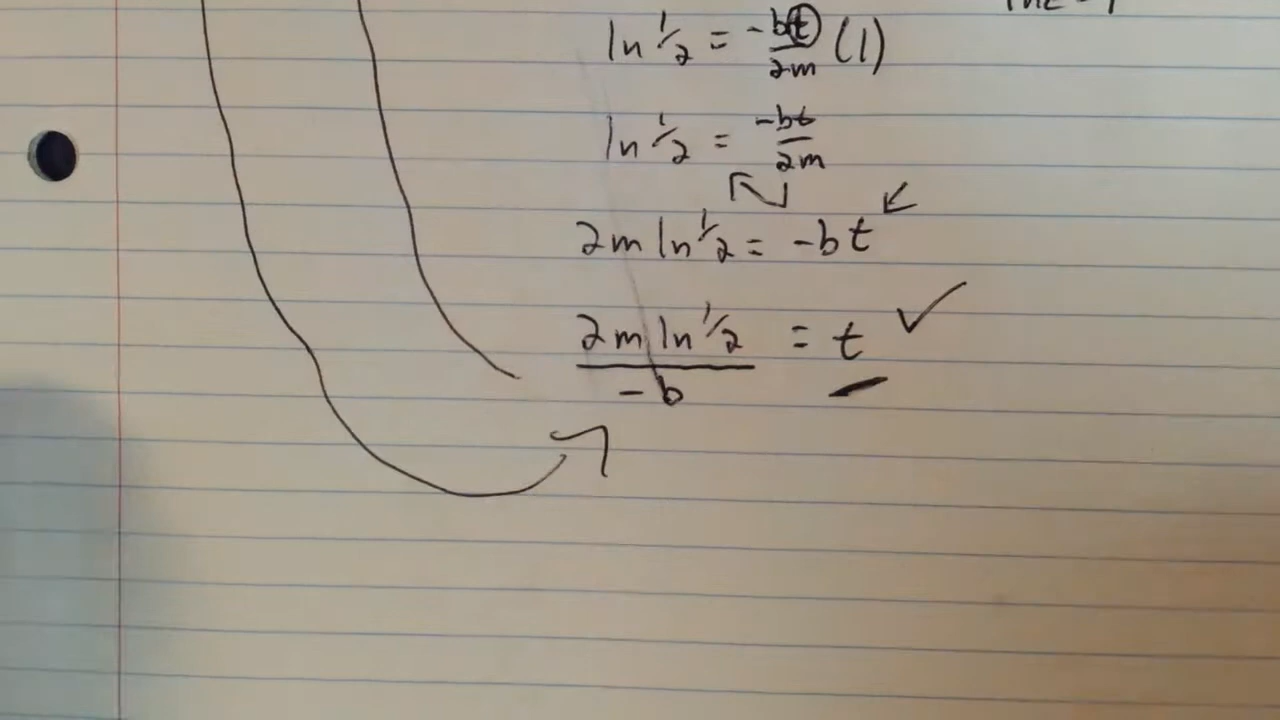 ln 1/2 = -bt/2m (1)
ln 1/2 = -bt/2m
2m ln 1/2 = -bt
2m ln 1/2 / -b = t ✓